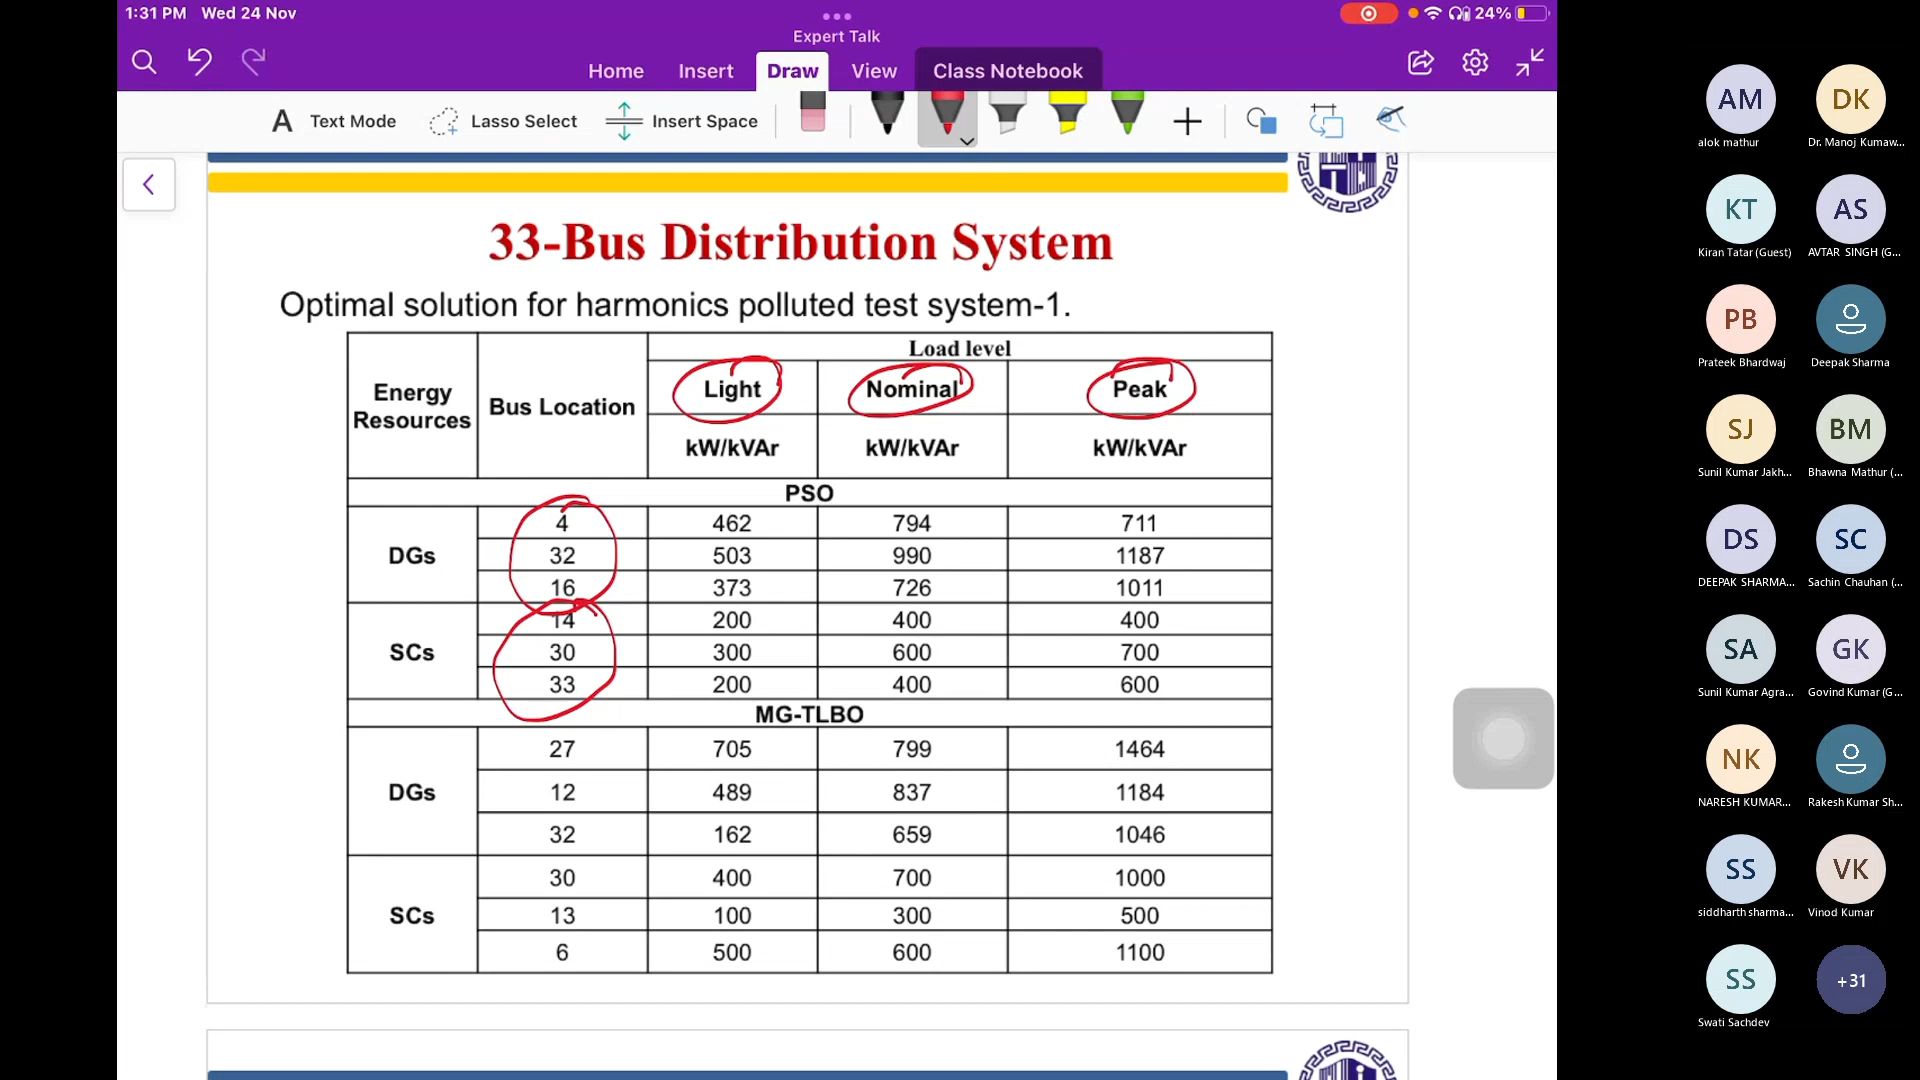 1:31 PM Wed 24 Nov
24%
Expert Talk
Home Insert Draw View Class Notebook
A Text Mode Lasso Select Insert Space
33-Bus Distribution System
Optimal solution for harmonics polluted test system-1.
Energy Resources Bus Location Load level
Light Nominal Peak
kW/kVAr kW/kVAr kW/kVAr
PSO
DGs
4 462 794 711
32 503 990 1187
16 373 726 1011
SCs
14 200 400 400
30 300 600 700
33 200 400 600
MG-TLBO
DGs
27 705 799 1464
12 489 837 1184
32 162 659 1046
SCs
30 400 700 1000
13 100 300 500
6 500 600 1100
AM DK
alok mathur Dr. Manoj Kumaw...
KT AS
Kiran Tatar (Guest) AVTAR SINGH (G...
PB
Prateek Bhardwaj Deepak Sharma
SJ BM
Sunil Kumar Jakh... Bhawna Mathur (...
DS SC
DEEPAK SHARMA... Sachin Chauhan (...
SA GK
Sunil Kumar Agra... Govind Kumar (G...
NK
NARESH KUMAR... Rakesh Kumar Sh...
SS VK
siddharth sharma... Vinod Kumar
SS +31
Swati Sachdev